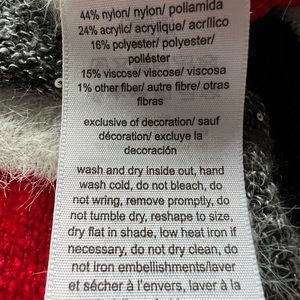 44% nylon/ nylon/ poliamida
24% acrylic/ acrylique/ acrílico
16% polyester/ polyester/
poliéster
15% viscose/ viscose/ viscosa
1% other fiber/ autre fibre/ otras
fibras
exclusive of decoration/ sauf
décoration/ excluye la
decoración
wash and dry inside out, hand
wash cold, do not bleach, do
not wring, remove promptly, do
not tumble dry, reshape to size,
dry flat in shade, low heat iron if
necessary, do not dry clean, do
not iron embellishments/laver
et sécher à l'envers, laver à la